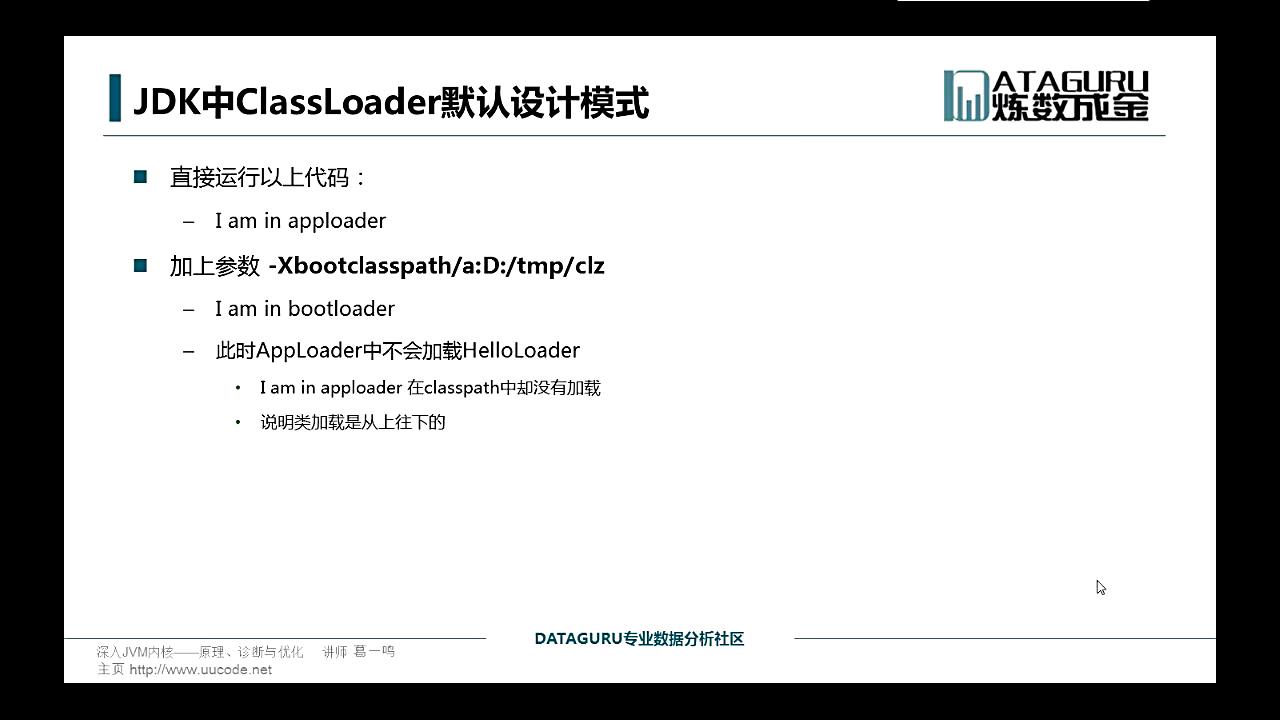 JDK中ClassLoader默认设计模式
ATAGURU
炼数成金
直接运行以上代码：
– I am in apploader
加上参数 -Xbootclasspath/a:D:/tmp/clz
– I am in bootloader
– 此时AppLoader中不会加载HelloLoader
• I am in apploader 在classpath中却没有加载
• 说明类加载是从上往下的
DATAGURU专业数据分析社区
深入JVM内核——原理、诊断与优化 讲师 葛一鸣
主页 http://www.uucode.net